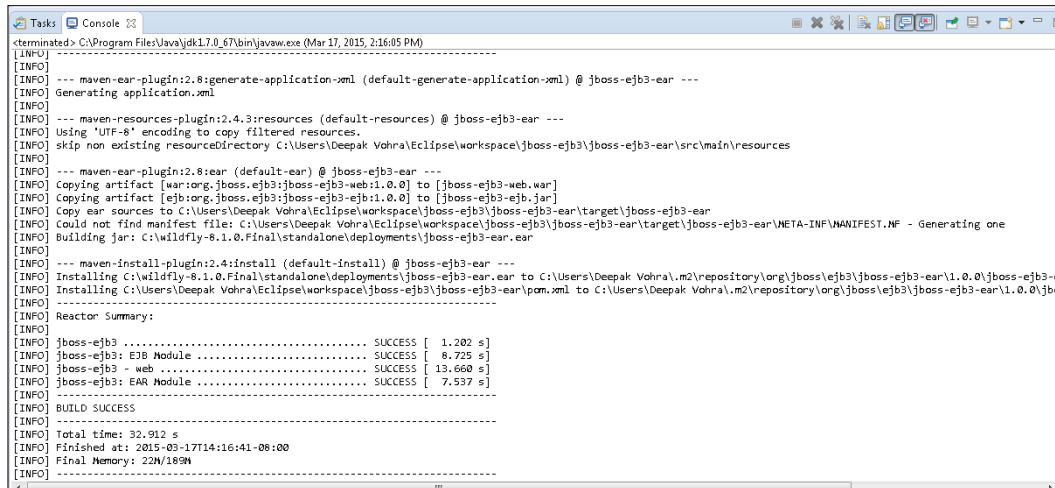 Tasks Console
<terminated> C:\Program Files\Java\jdk1.7.0_67\bin\javaw.exe (Mar 17, 2015, 2:16:05 PM)
[INFO] ------------------------------------------------------------------------
[INFO]
[INFO] --- maven-ear-plugin:2.8:generate-application-xml (default-generate-application-xml) @ jboss-ejb3-ear ---
[INFO] Generating application.xml
[INFO]
[INFO] --- maven-resources-plugin:2.4.3:resources (default-resources) @ jboss-ejb3-ear ---
[INFO] Using 'UTF-8' encoding to copy filtered resources.
[INFO] skip non existing resourceDirectory C:\Users\Deepak Vohra\Eclipse\workspace\jboss-ejb3\jboss-ejb3-ear\src\main\resources
[INFO]
[INFO] --- maven-ear-plugin:2.8:ear (default-ear) @ jboss-ejb3-ear ---
[INFO] Copying artifact [war:org.jboss.ejb3:jboss-ejb3-web:1.0.0] to [jboss-ejb3-web.war]
[INFO] Copying artifact [ejb:org.jboss.ejb3:jboss-ejb3-ejb:1.0.0] to [jboss-ejb3-ejb.jar]
[INFO] Copy ear sources to C:\Users\Deepak Vohra\Eclipse\workspace\jboss-ejb3\jboss-ejb3-ear\target\jboss-ejb3-ear
[INFO] Could not find manifest file: C:\Users\Deepak Vohra\Eclipse\workspace\jboss-ejb3\jboss-ejb3-ear\target\jboss-ejb3-ear\META-INF\MANIFEST.MF - Generating one
[INFO] Building jar: C:\wildfly-8.1.0.Final\standalone\deployments\jboss-ejb3-ear.ear
[INFO]
[INFO] --- maven-install-plugin:2.4:install (default-install) @ jboss-ejb3-ear ---
[INFO] Installing C:\wildfly-8.1.0.Final\standalone\deployments\jboss-ejb3-ear.ear to C:\Users\Deepak Vohra\.m2\repository\org\jboss\ejb3\jboss-ejb3-ear\1.0.0\jboss-ejb3-
[INFO] Installing C:\Users\Deepak Vohra\Eclipse\workspace\jboss-ejb3\jboss-ejb3-ear\pom.xml to C:\Users\Deepak Vohra\.m2\repository\org\jboss\ejb3\jboss-ejb3-ear\1.0.0\jb
[INFO] ------------------------------------------------------------------------
[INFO] Reactor Summary:
[INFO]
[INFO] jboss-ejb3 ........................................ SUCCESS [  1.202 s]
[INFO] jboss-ejb3: EJB Module ............................ SUCCESS [  8.725 s]
[INFO] jboss-ejb3 - web .................................. SUCCESS [ 13.660 s]
[INFO] jboss-ejb3: EAR Module ............................ SUCCESS [  7.537 s]
[INFO] ------------------------------------------------------------------------
[INFO] BUILD SUCCESS
[INFO] ------------------------------------------------------------------------
[INFO] Total time: 32.912 s
[INFO] Finished at: 2015-03-17T14:16:41-08:00
[INFO] Final Memory: 22M/189M
[INFO] ------------------------------------------------------------------------